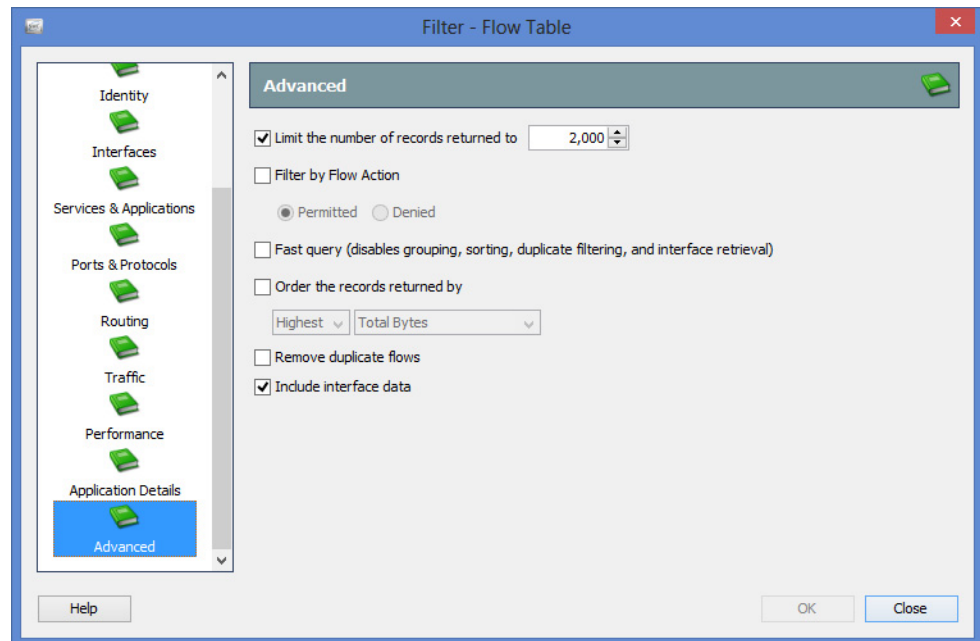 Filter - Flow Table
Identity
Interfaces
Services & Applications
Ports & Protocols
Routing
Traffic
Performance
Application Details
Advanced
Advanced
Limit the number of records returned to 2,000
Filter by Flow Action
Permitted Denied
Fast query (disables grouping, sorting, duplicate filtering, and interface retrieval)
Order the records returned by
Highest Total Bytes
Remove duplicate flows
Include interface data
Help OK Close